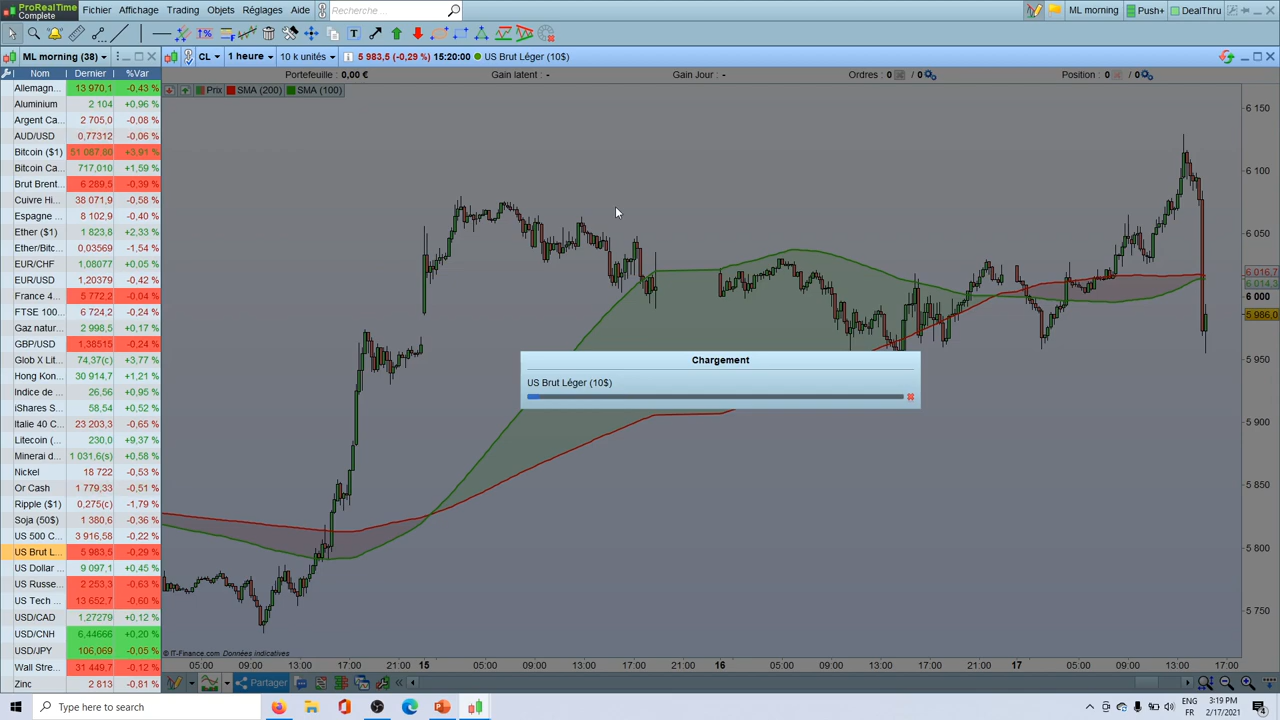 ProRealTime
Complete
Fichier Affichage Trading Objets Réglages Aide Recherche ... ML morning Push+ DealThru
ML morning (38) CL 1 heure 10 k unités 5 983,5 (-0,29 %) 15:20:00 US Brut Léger (10$)
Nom Dernier %Var
Portefeuille : 0,00 € Gain latent : - Gain Jour : - Ordres : 0 / 0 Position : 0 / 0
Prix SMA (200) SMA (100)
Allemagn... 13 970,1 -0,43 %
Aluminium 2 104 +0,96 %
Argent Ca... 2 705,0 -0,08 %
AUD/USD 0,77312 -0,06 %
Bitcoin ($1) 51 087,80 +3,91 %
Bitcoin Ca... 717,010 +1,59 %
Brut Brent... 6 289,5 -0,39 %
Cuivre Hi... 38 071,9 -0,58 %
Espagne ... 8 102,9 -0,40 %
Ether ($1) 1 823,8 +2,33 %
Ether/Bitc... 0,03569 -1,54 %
EUR/CHF 1,08077 +0,05 %
EUR/USD 1,20379 -0,42 %
France 4... 5 772,2 -0,04 %
FTSE 100... 6 724,2 -0,24 %
Gaz natur... 2 998,5 +0,17 %
GBP/USD 1,38515 -0,24 %
Glob X Lit... 74,37(c) +3,77 %
Hong Kon... 30 914,7 +1,21 %
Indice de ... 26,56 +0,95 %
iShares S... 58,54 +0,52 %
Italie 40 C... 23 203,3 -0,65 %
Litecoin (... 230,0 +9,37 %
Minerai d... 1 031,6(s) +0,58 %
Nickel 18 722 -0,53 %
Or Cash 1 779,33 -0,51 %
Ripple ($1) 0,275(c) -1,79 %
Soja (50$) 1 380,6 -0,36 %
US 500 C... 3 916,58 -0,22 %
US Brut L... 5 983,5 -0,29 %
US Dollar ... 9 097,1 +0,45 %
US Russe... 2 253,3 -0,63 %
US Tech ... 13 652,7 -0,60 %
USD/CAD 1,27279 +0,12 %
USD/CNH 6,44666 +0,20 %
USD/JPY 106,069 -0,05 %
Wall Stre... 31 449,7 -0,12 %
Zinc 2 813 -0,81 %
Chargement
US Brut Léger (10$)
6 150
6 100
6 050
6 016,7
6 014,3
6 000
5 986,0
5 950
5 900
5 850
5 800
5 750
© IT-Finance.com Données indicatives
05:00 09:00 13:00 17:00 21:00 15 05:00 09:00 13:00 17:00 21:00 16 05:00 09:00 13:00 17:00 21:00 17 05:00 09:00 13:00 17:00
Partager
Type here to search
ENG
FR
3:19 PM
2/17/2021
4